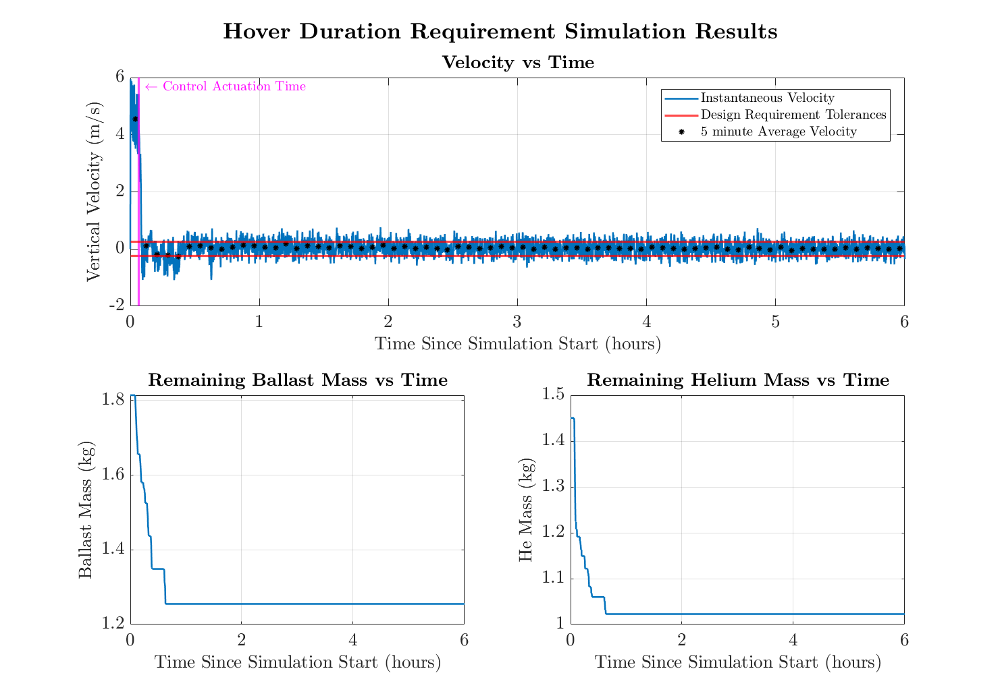 Hover Duration Requirement Simulation Results
Velocity vs Time
← Control Actuation Time
Instantaneous Velocity
Design Requirement Tolerances
5 minute Average Velocity
Vertical Velocity (m/s)
6
4
2
0
-2
0 1 2 3 4 5 6
Time Since Simulation Start (hours)
Remaining Ballast Mass vs Time
Ballast Mass (kg)
1.8
1.6
1.4
1.2
0 2 4 6
Time Since Simulation Start (hours)
Remaining Helium Mass vs Time
He Mass (kg)
1.5
1.4
1.3
1.2
1.1
1
0 2 4 6
Time Since Simulation Start (hours)